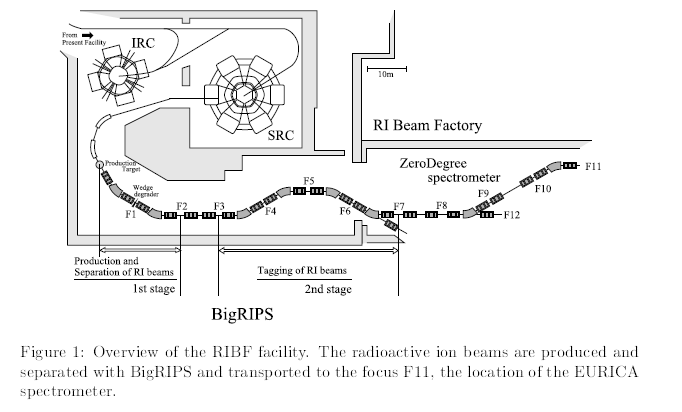 From
Present Facility
IRC
10m
SRC
RI Beam Factory
Production
Target
ZeroDegree
spectrometer
F11
Wedge
degrader
F5
F10
F9
F1
F2
F3
F4
F6
F7
F8
F12
Production and
Separation of RI beams
Tagging of RI beams
1st stage
2nd stage
BigRIPS
Figure 1: Overview of the RIBF facility. The radioactive ion beams are produced and
separated with BigRIPS and transported to the focus F11, the location of the EURICA
spectrometer.